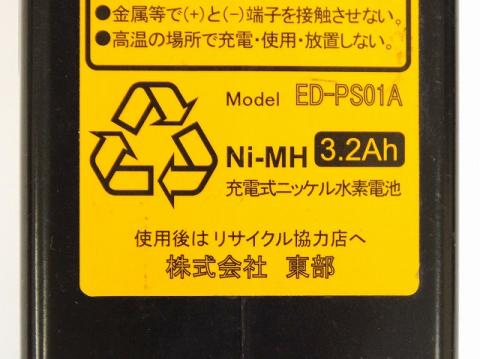 ●金属等で(+)と(-)端子を接触させない。
●高温の場所で充電・使用・放置しない。
Model ED-PS01A
Ni-MH 3.2Ah
充電式ニッケル水素電池
使用後はリサイクル協力店へ
株式会社 東部